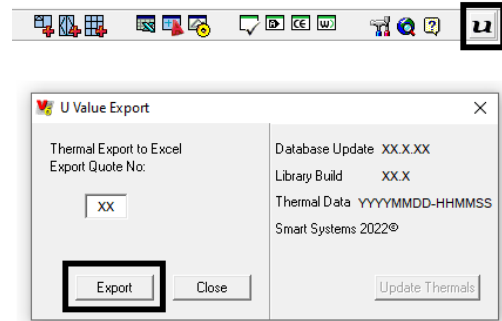 CE W
u
U Value Export
Thermal Export to Excel
Export Quote No:
XX
Export
Close
Database Update XX.X.XX
Library Build XX.X
Thermal Data YYYYMMDD-HHMMSS
Smart Systems 2022©
Update Thermals